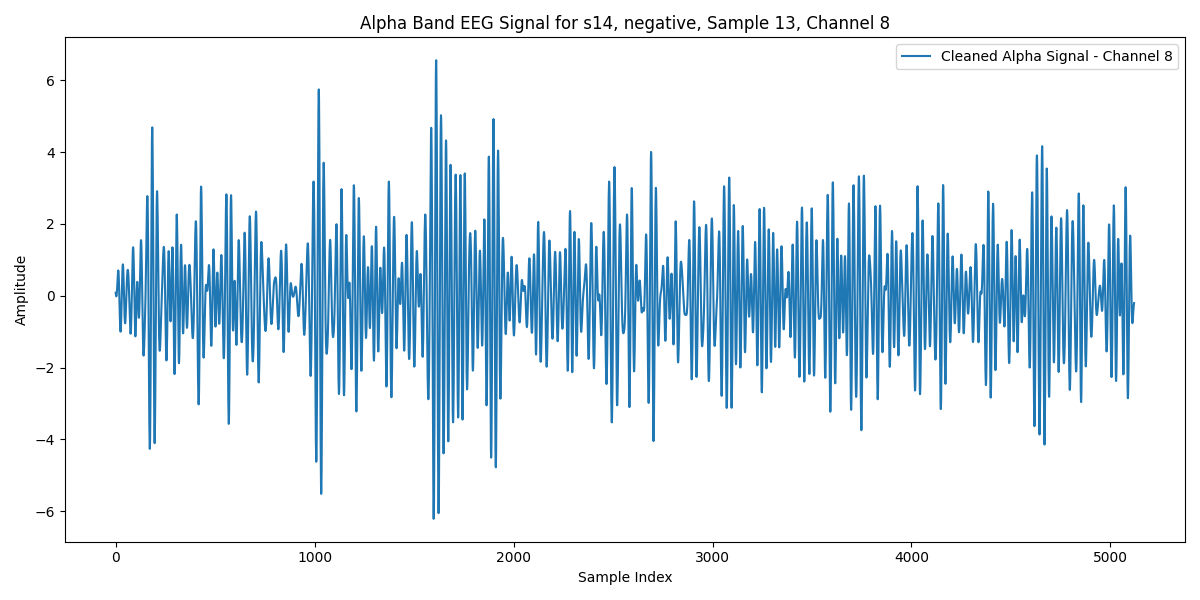 Alpha Band EEG Signal for s14, negative, Sample 13, Channel 8
Cleaned Alpha Signal - Channel 8
Amplitude
6
4
2
0
−2
−4
−6
0 1000 2000 3000 4000 5000
Sample Index